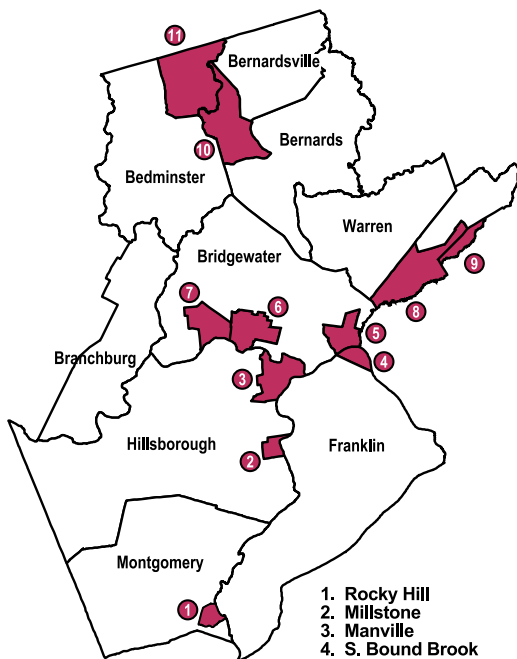 11
Bernardsville
10
Bernards
Bedminster
Warren
Bridgewater
9
7
6
8
5
Branchburg
4
3
Hillsborough
Franklin
2
Montgomery
1
1. Rocky Hill
2. Millstone
3. Manville
4. S. Bound Brook